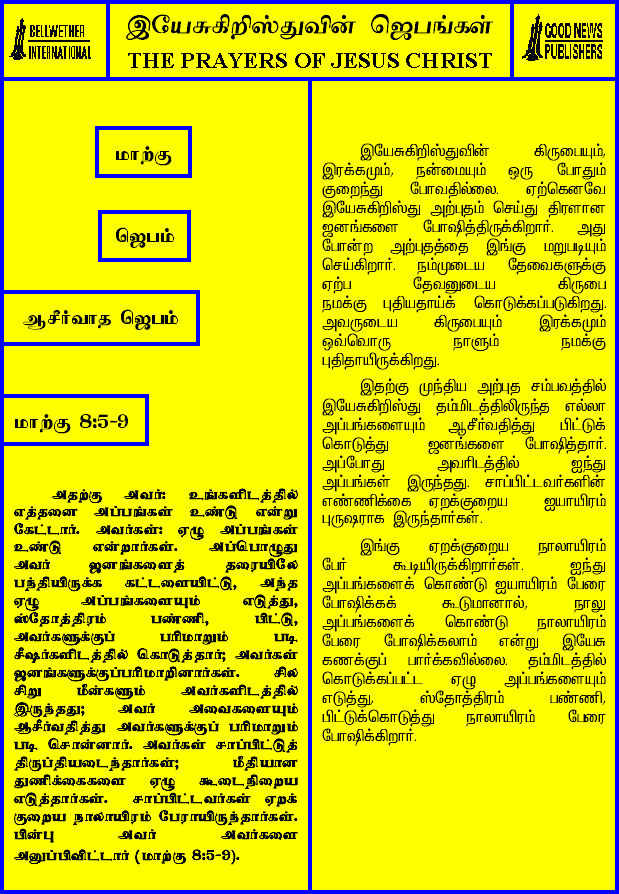 BELLWETHER
INTERNATIONAL
இயேசுகிறிஸ்துவின் ஜெபங்கள்
THE PRAYERS OF JESUS CHRIST
GOOD NEWS
PUBLISHERS
மாற்கு
ஜெபம்
ஆசீர்வாத ஜெபம்
மாற்கு 8:5-9
அதற்கு அவர்: உங்களிடத்தில்
எத்தனை அப்பங்கள் உண்டு என்று
கேட்டார். அவர்கள்: ஏழு அப்பங்கள்
உண்டு என்றார்கள். அப்பொழுது
அவர் ஜனங்களைத் தரையிலே
பந்தியிருக்க கட்டளையிட்டு, அந்த
ஏழு அப்பங்களையும் எடுத்து,
ஸ்தோத்திரம் பண்ணி, பிட்டு,
அவர்களுக்குப் பரிமாறும் படி
சீஷர்களிடத்தில் கொடுத்தார்; அவர்கள்
ஜனங்களுக்குப்பரிமாறினார்கள். சில
சிறு மீன்களும் அவர்களிடத்தில்
இருந்தது; அவர் அவைகளையும்
ஆசீர்வதித்து அவர்களுக்குப் பரிமாறும்
படி சொன்னார். அவர்கள் சாப்பிட்டுத்
திருப்தியடைந்தார்கள்; மீதியான
துணிக்கைகளை ஏழு கூடைநிறைய
எடுத்தார்கள். சாப்பிட்டவர்கள் ஏறக்
குறைய நாலாயிரம் பேராயிருந்தார்கள்.
பின்பு அவர் அவர்களை
அனுப்பிவிட்டார் (மாற்கு 8:5-9).
இயேசுகிறிஸ்துவின் கிருபையும்,
இரக்கமும், நன்மையும் ஒரு போதும்
குறைந்து போவதில்லை. ஏற்கெனவே
இயேசுகிறிஸ்து அற்புதம் செய்து திரளான
ஜனங்களை போஷித்திருக்கிறார். அது
போன்ற அற்புதத்தை இங்கு மறுபடியும்
செய்கிறார். நம்முடைய தேவைகளுக்கு
ஏற்ப தேவனுடைய கிருபை
நமக்கு புதியதாய்க் கொடுக்கப்படுகிறது.
அவருடைய கிருபையும் இரக்கமும்
ஒவ்வொரு நாளும் நமக்கு
புதிதாயிருக்கிறது.
இதற்கு முந்திய அற்புத சம்பவத்தில்
இயேசுகிறிஸ்து தம்மிடத்திலிருந்த எல்லா
அப்பங்களையும் ஆசீர்வதித்து பிட்டுக்
கொடுத்து ஜனங்களை போஷித்தார்.
அப்போது அவரிடத்தில் ஐந்து
அப்பங்கள் இருந்தது. சாப்பிட்டவர்களின்
எண்ணிக்கை ஏறக்குறைய ஐயாயிரம்
புருஷராக இருந்தார்கள்.
இங்கு ஏறக்குறைய நாலாயிரம்
பேர் கூடியிருக்கிறார்கள். ஐந்து
அப்பங்களைக் கொண்டு ஐயாயிரம் பேரை
போஷிக்கக் கூடுமானால், நாலு
அப்பங்களைக் கொண்டு நாலாயிரம்
பேரை போஷிக்கலாம் என்று இயேசு
கணக்குப் பார்க்கவில்லை. தம்மிடத்தில்
கொடுக்கப்பட்ட ஏழு அப்பங்களையும்
எடுத்து, ஸ்தோத்திரம் பண்ணி,
பிட்டுக்கொடுத்து நாலாயிரம் பேரை
போஷிக்கிறார்.